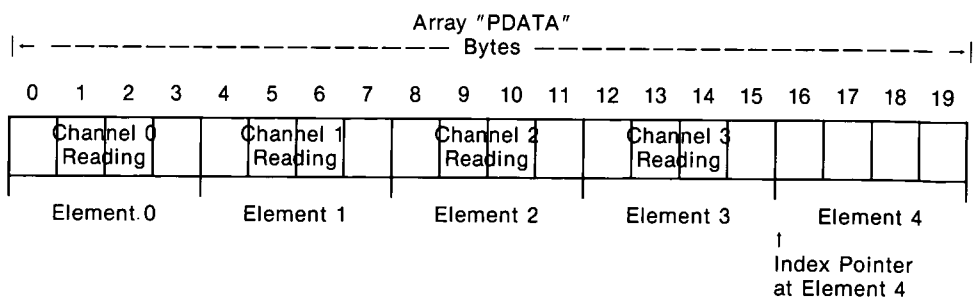 Array "PDATA"
Bytes
0 1 2 3 4 5 6 7 8 9 10 11 12 13 14 15 16 17 18 19
Channel 0 Channel 1 Channel 2 Channel 3
Reading Reading Reading Reading
Element 0 Element 1 Element 2 Element 3 Element 4
↑
Index Pointer
at Element 4